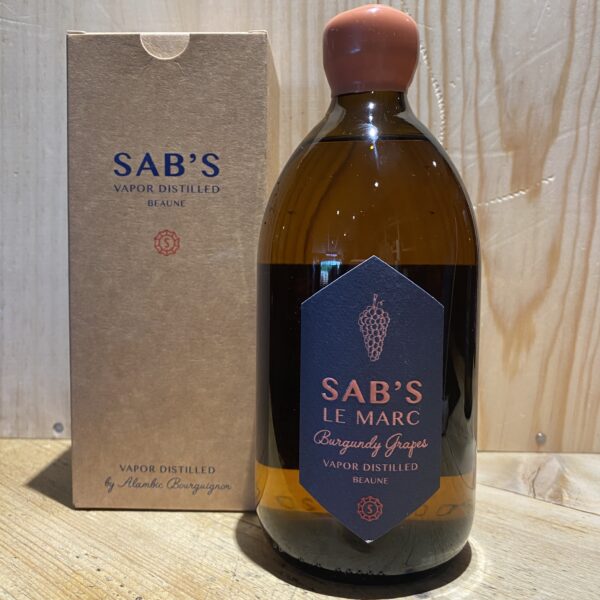 SAB'S
VAPOR DISTILLED
BEAUNE
S
VAPOR DISTILLED
by Alambic Bourguignon
SAB'S
LE MARC
Burgundy Grapes
VAPOR DISTILLED
BEAUNE
S